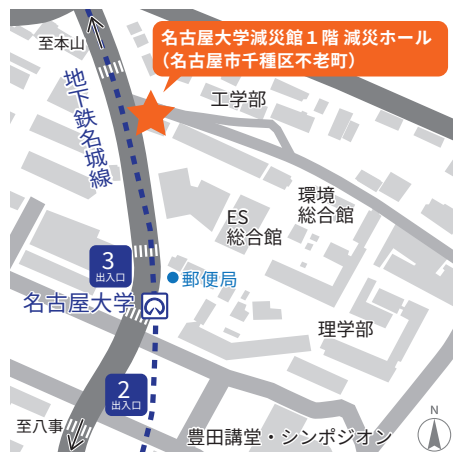 名古屋大学減災館１階 減災ホール
（名古屋市千種区不老町）
至本山
地下鉄名城線
工学部
環境
総合館
ES
総合館
3
出入口
郵便局
名古屋大学
理学部
2
出入口
至八事
豊田講堂・シンポジオン
N